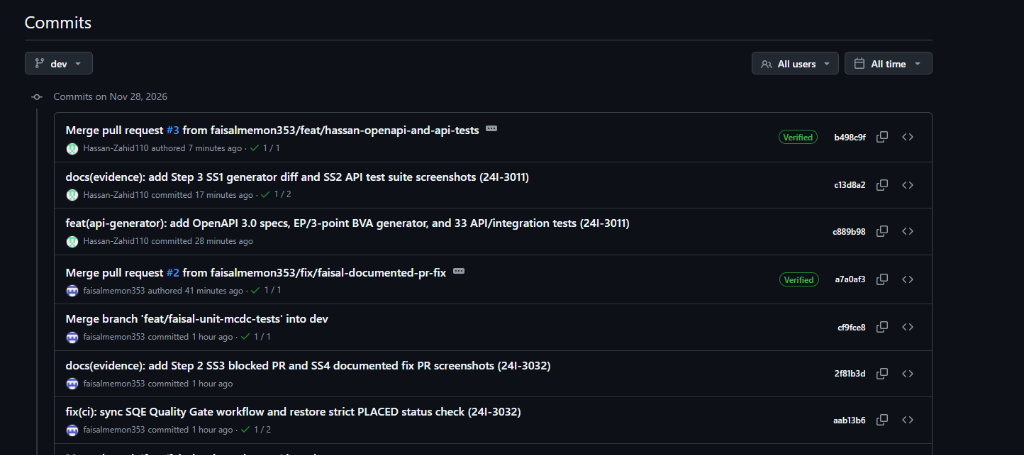 Commits
dev
All users
All time
Commits on Nov 28, 2026
Merge pull request #3 from faisalmemon353/feat/hassan-openapi-and-api-tests
Verified
b498c9f
Hassan-Zahid110 authored 7 minutes ago · 1 / 1
docs(evidence): add Step 3 SS1 generator diff and SS2 API test suite screenshots (24I-3011)
c13d8a2
Hassan-Zahid110 committed 17 minutes ago · 1 / 2
feat(api-generator): add OpenAPI 3.0 specs, EP/3-point BVA generator, and 33 API/integration tests (24I-3011)
c889b98
Hassan-Zahid110 committed 28 minutes ago
Merge pull request #2 from faisalmemon353/fix/faisal-documented-pr-fix
Verified
a7a0af3
faisalmemon353 authored 41 minutes ago · 1 / 1
Merge branch 'feat/faisal-unit-mcdc-tests' into dev
cf9fce8
faisalmemon353 committed 1 hour ago · 1 / 1
docs(evidence): add Step 2 SS3 blocked PR and SS4 documented fix PR screenshots (24I-3032)
2f81b3d
faisalmemon353 committed 1 hour ago
fix(ci): sync SQE Quality Gate workflow and restore strict PLACED status check (24I-3032)
aab13b6
faisalmemon353 committed 1 hour ago · 1 / 2